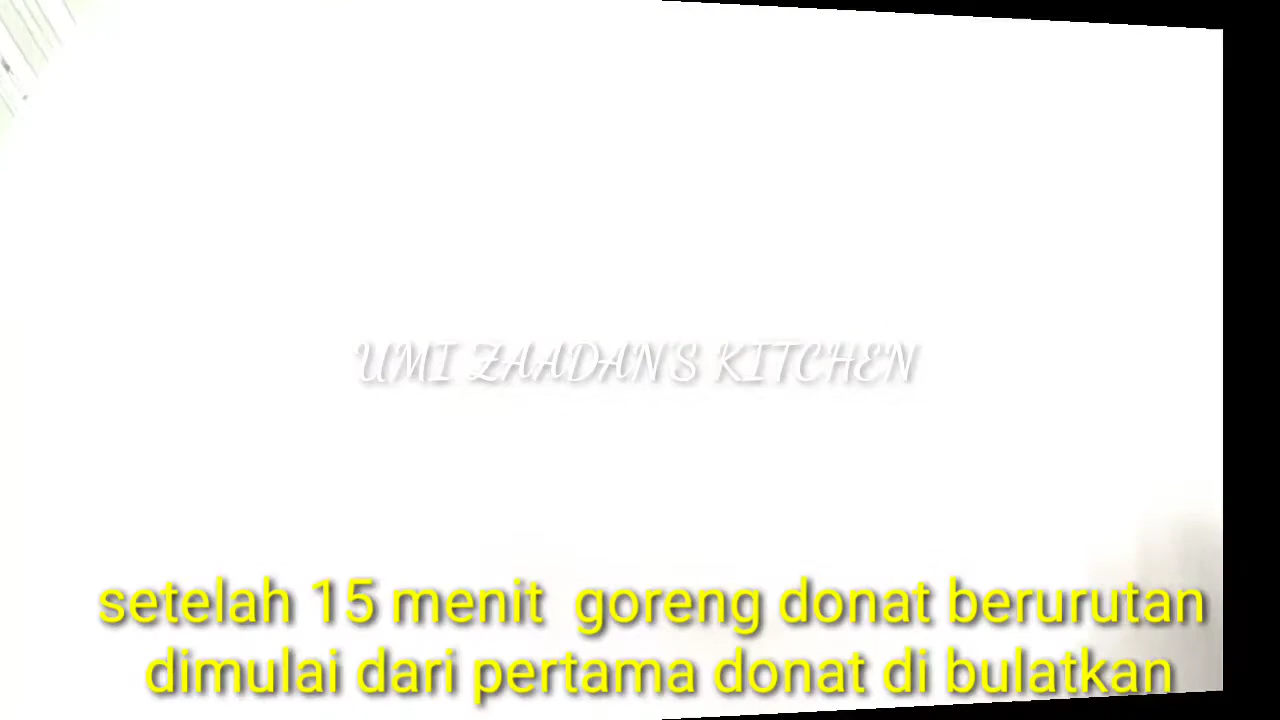 UMI ZAADAN'S KITCHEN
setelah 15 menit  goreng donat berurutan
dimulai dari pertama donat di bulatkan